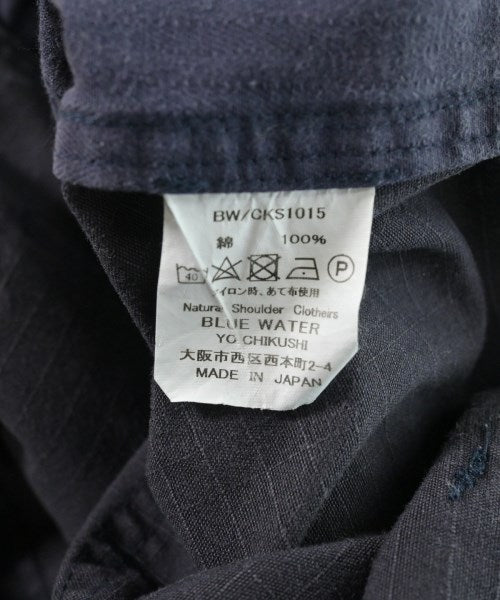 BW/CKS1015
綿 100%
40 P
アイロン時、あて布使用
Natural Shoulder Clotheirs
BLUE WATER
YO CHIKUSHI
大阪市西区西本町2-4
MADE IN JAPAN